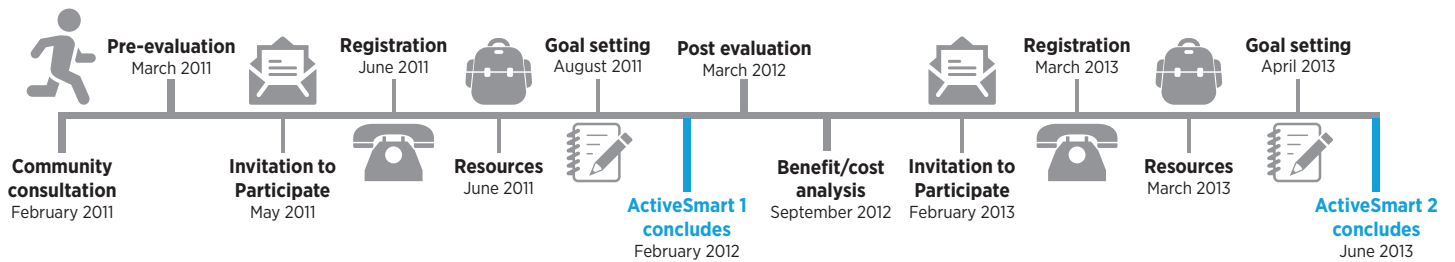 Pre-evaluation
March 2011
Registration
June 2011
Goal setting
August 2011
Post evaluation
March 2012
Registration
March 2013
Goal setting
April 2013
Community
consultation
February 2011
Invitation to
Participate
May 2011
Resources
June 2011
ActiveSmart 1
concludes
February 2012
Benefit/cost
analysis
September 2012
Invitation to
Participate
February 2013
Resources
March 2013
ActiveSmart 2
concludes
June 2013